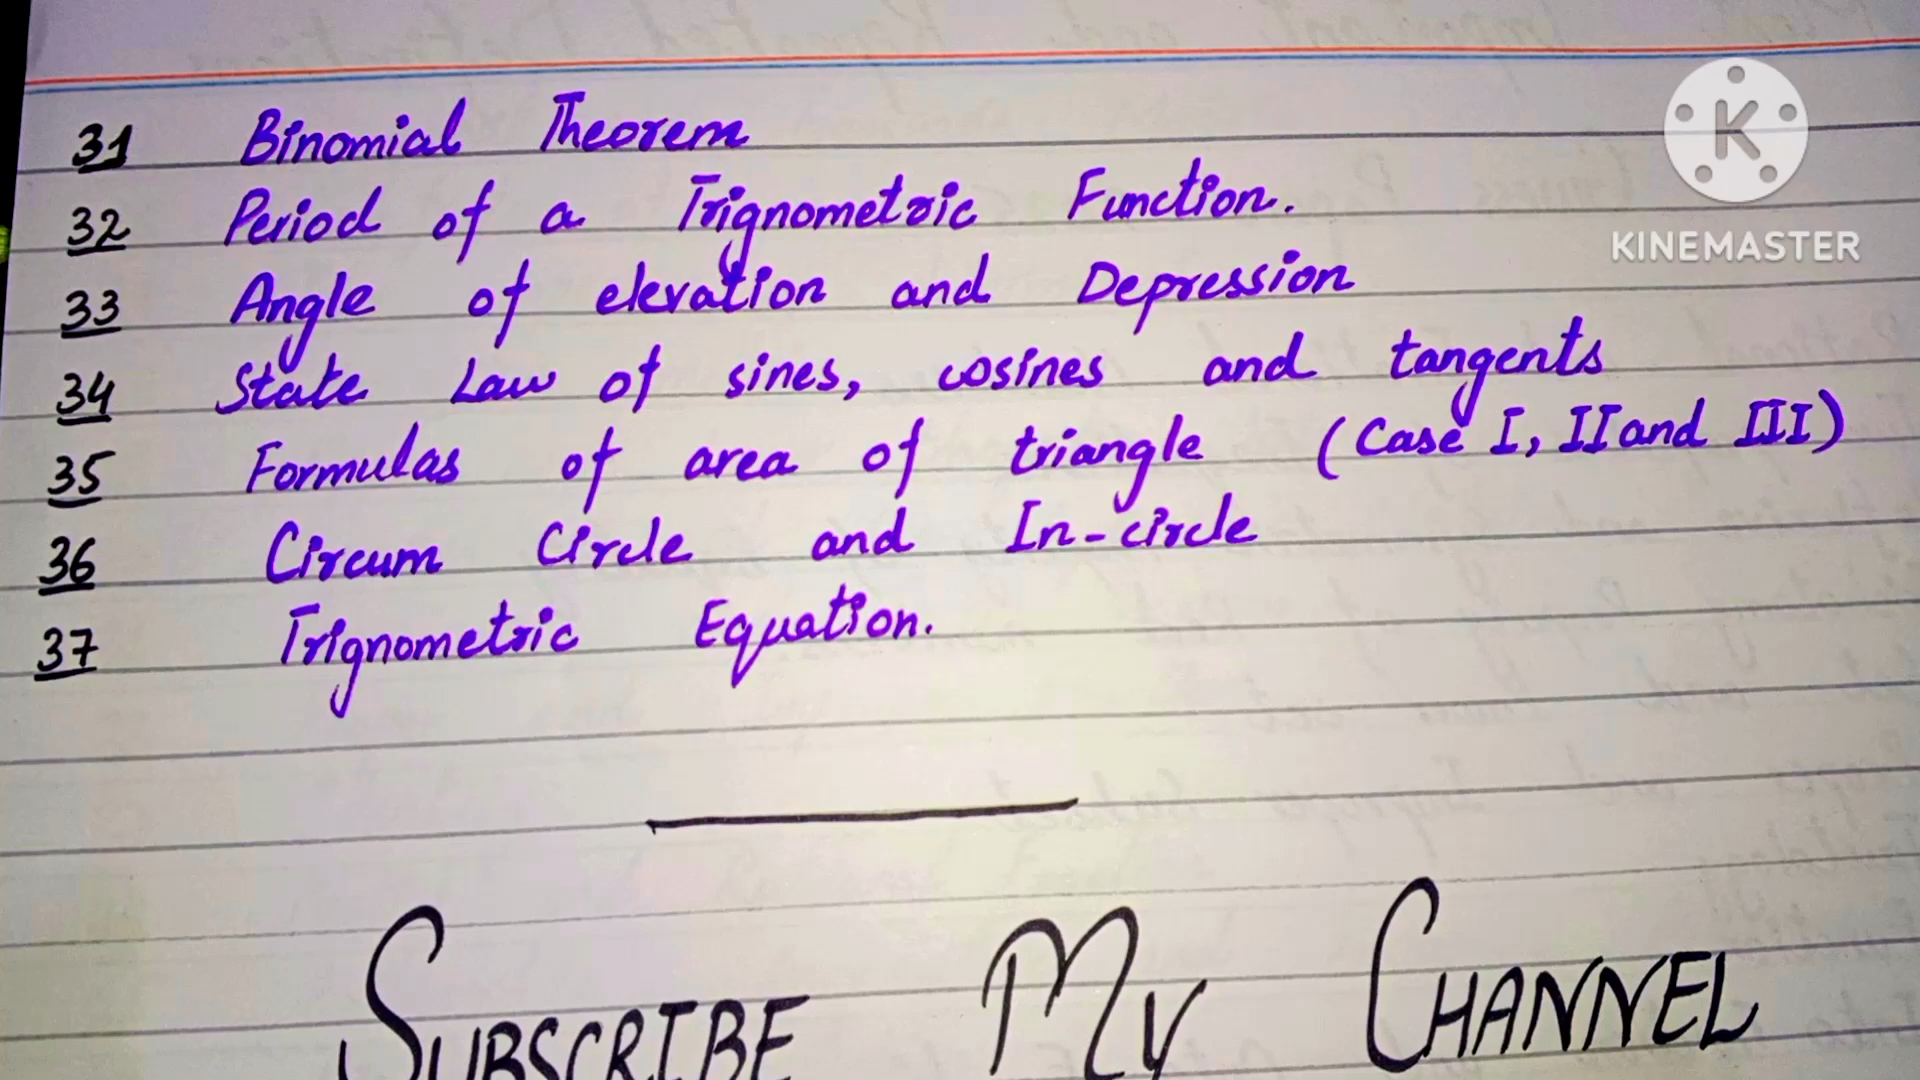 31 Binomial Theorem
32 Period of a Trignometric Function.
33 Angle of elevation and Depression
34 State Law of sines, cosines and tangents
35 Formulas of area of triangle (Case I, II and III)
36 Circum Circle and In-circle
37 Trignometric Equation.
SUBSCRIBE MY CHANNEL
K
KINEMASTER